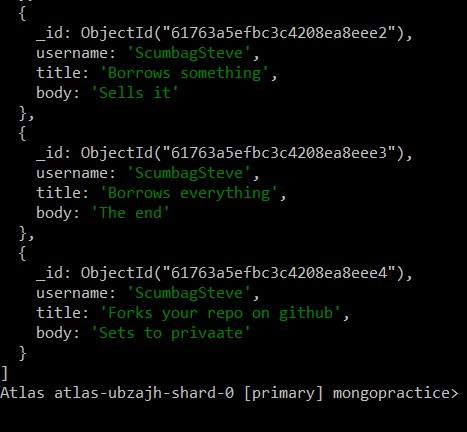 {
_id: ObjectId("61763a5efbc3c4208ea8eee2"),
username: 'ScumbagSteve',
title: 'Borrows something',
body: 'Sells it'
},
{
_id: ObjectId("61763a5efbc3c4208ea8eee3"),
username: 'ScumbagSteve',
title: 'Borrows everything',
body: 'The end'
},
{
_id: ObjectId("61763a5efbc3c4208ea8eee4"),
username: 'ScumbagSteve',
title: 'Forks your repo on github',
body: 'Sets to privaate'
}
]
Atlas atlas-ubzajh-shard-0 [primary] mongopractice>